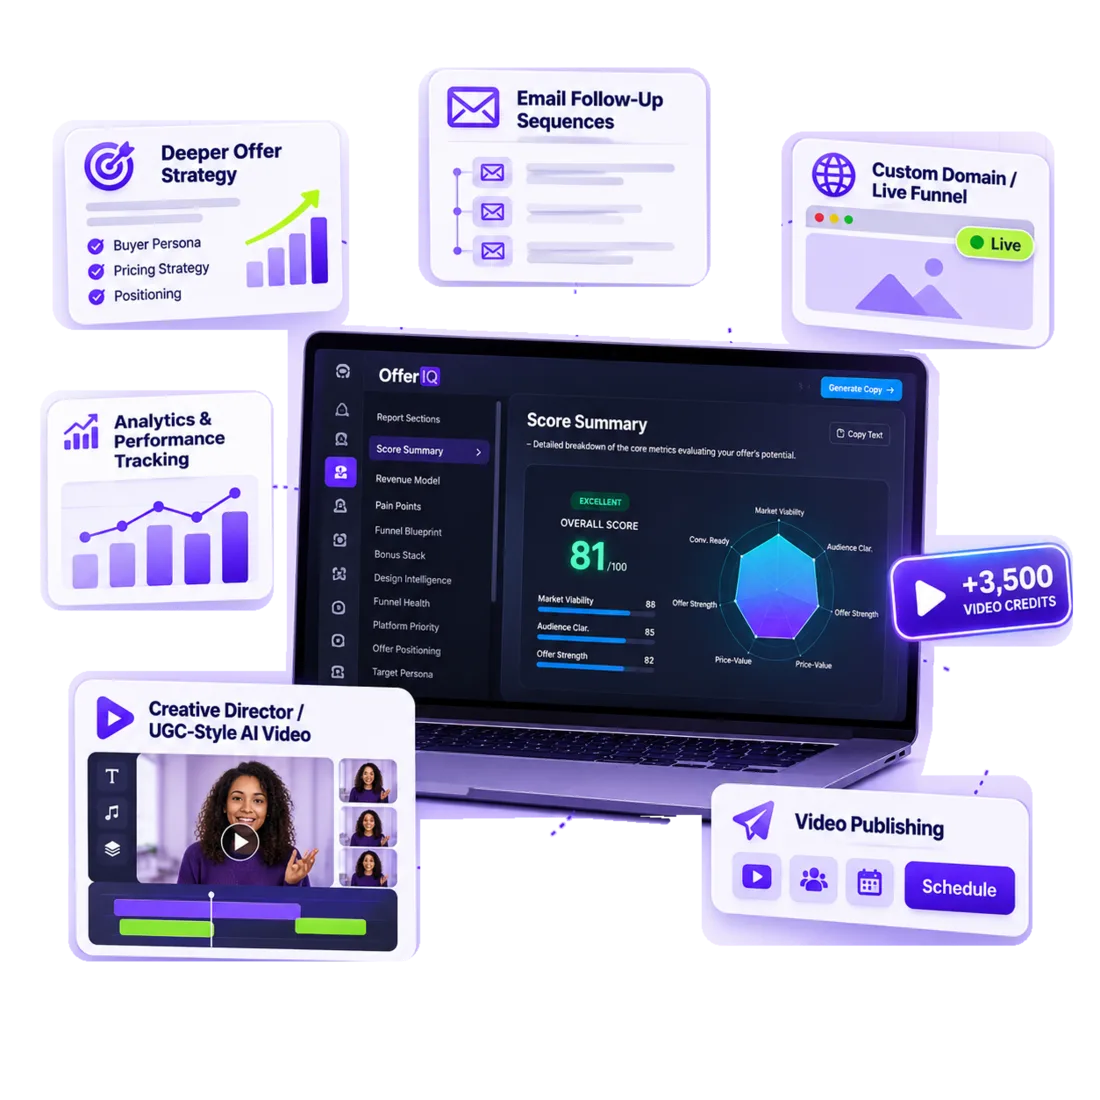 Email Follow-Up
Sequences
Deeper Offer
Strategy
Buyer Persona
Pricing Strategy
Positioning
Custom Domain /
Live Funnel
Live
Analytics &
Performance
Tracking
Offer IQ
Generate Copy →
Report Sections
Score Summary
Revenue Model
Pain Points
Funnel Blueprint
Bonus Stack
Design Intelligence
Funnel Health
Platform Priority
Offer Positioning
Target Persona
Score Summary
Copy Text
– Detailed breakdown of the core metrics evaluating your offer's potential.
EXCELLENT
OVERALL SCORE
81/100
Market Viability 88
Audience Clar. 85
Offer Strength 82
Market Viability
Conv. Ready
Audience Clar.
Offer Strength
Offer Strength
Price-Value
Price-Value
+3,500
VIDEO CREDITS
Creative Director /
UGC-Style AI Video
T
Video Publishing
Schedule